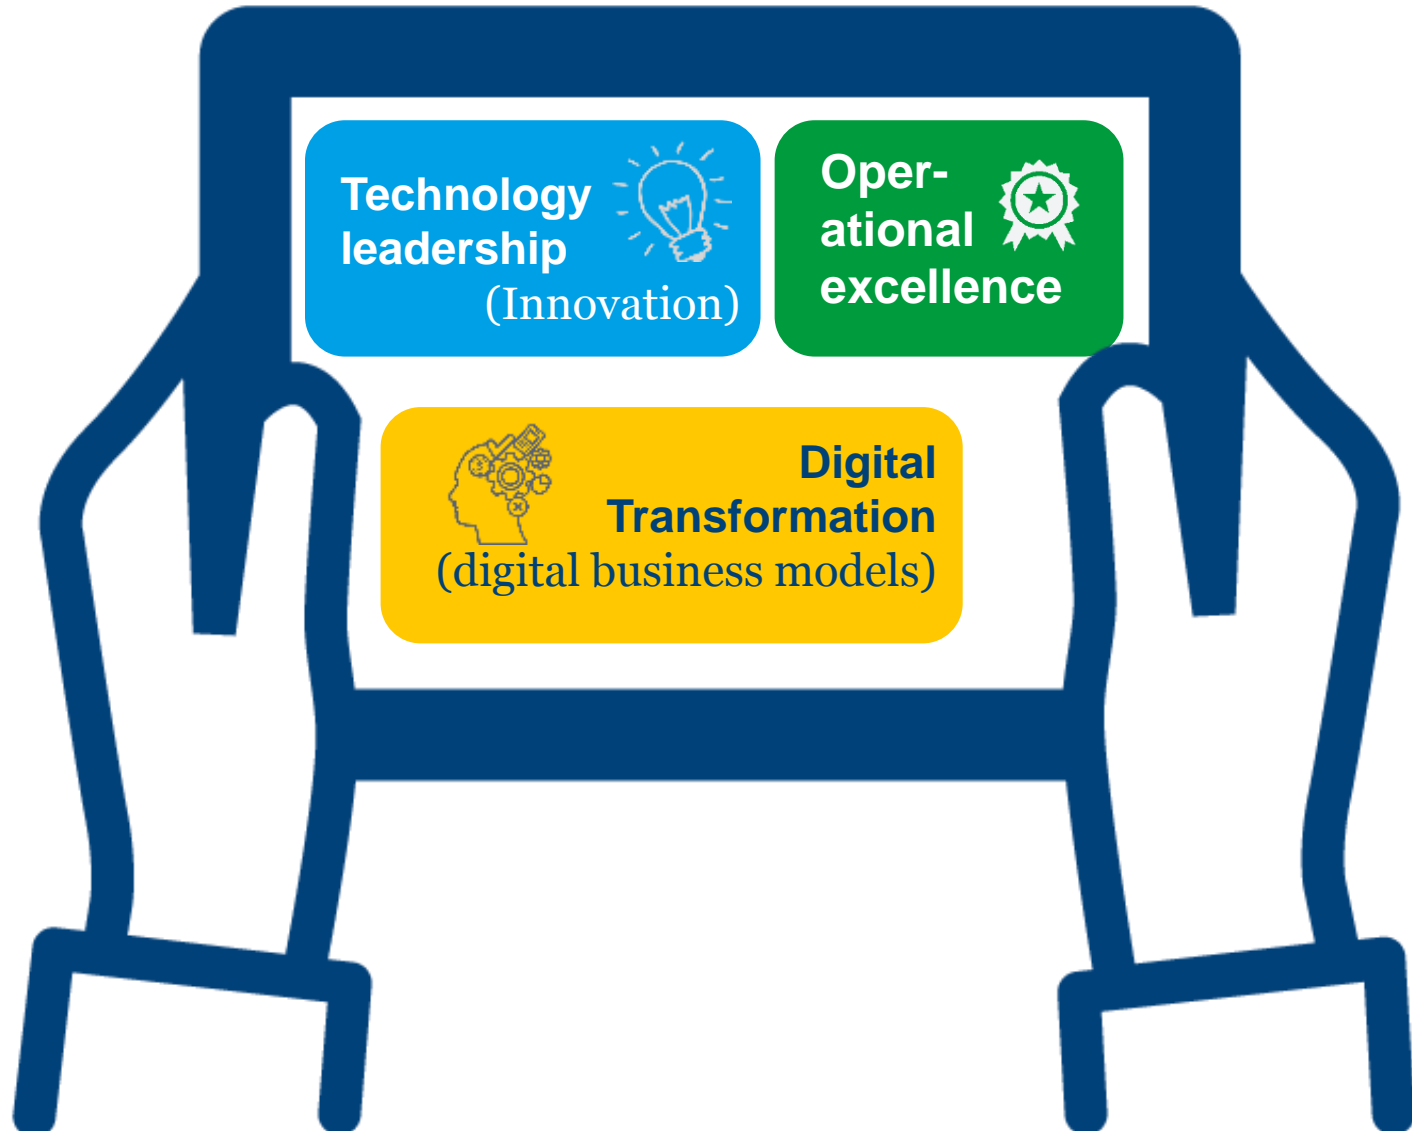 Technology
leadership
(Innovation)
Oper-
ational
excellence
Digital
Transformation
(digital business models)